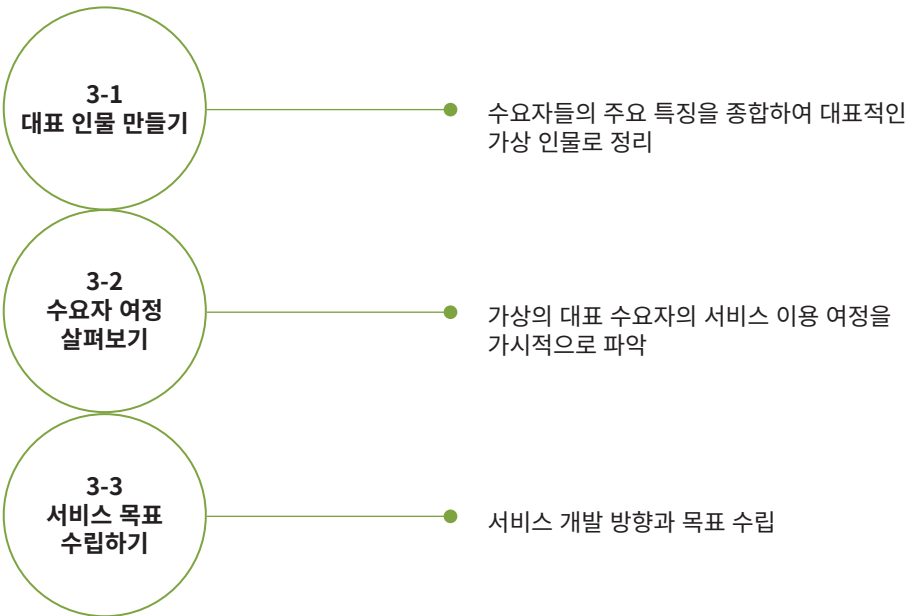 3-1
대표 인물 만들기
수요자들의 주요 특징을 종합하여 대표적인
가상 인물로 정리
3-2
수요자 여정
살펴보기
가상의 대표 수요자의 서비스 이용 여정을
가시적으로 파악
3-3
서비스 목표
수립하기
서비스 개발 방향과 목표 수립